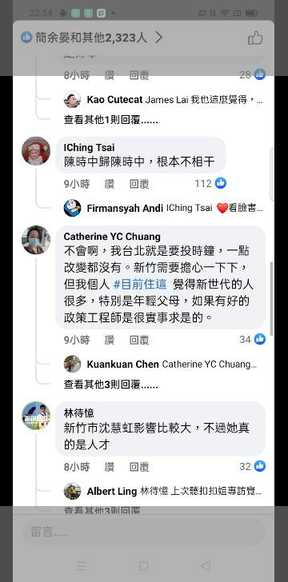 22:54
簡余晏和其他2,323人
8小時 讚 回覆 28
Kao Cutecat James Lai 我也這麼覺得，...
查看其他1則回覆......
IChing Tsai
陳時中歸陳時中，根本不相干
9小時 讚 回覆 112
Firmansyah Andi IChing Tsai ❤️看臉書...
Catherine YC Chuang
不會啊，我台北就是要投時鐘，一點
改變都沒有。新竹需要擔心一下下，
但我個人 #目前住這 覺得新世代的人
很多，特別是年輕父母，如果有好的
政策工程師是很實事求是的。
9小時 讚 回覆 34
Kuankuan Chen Catherine YC Chuang...
查看其他3則回覆......
林待憶
新竹市沈慧虹影響比較大，不過她真
的是人才
8小時 讚 回覆 32
Albert Ling 林待憶 上次聽扣扣姐專訪...
查看其他3則回覆......
留言......